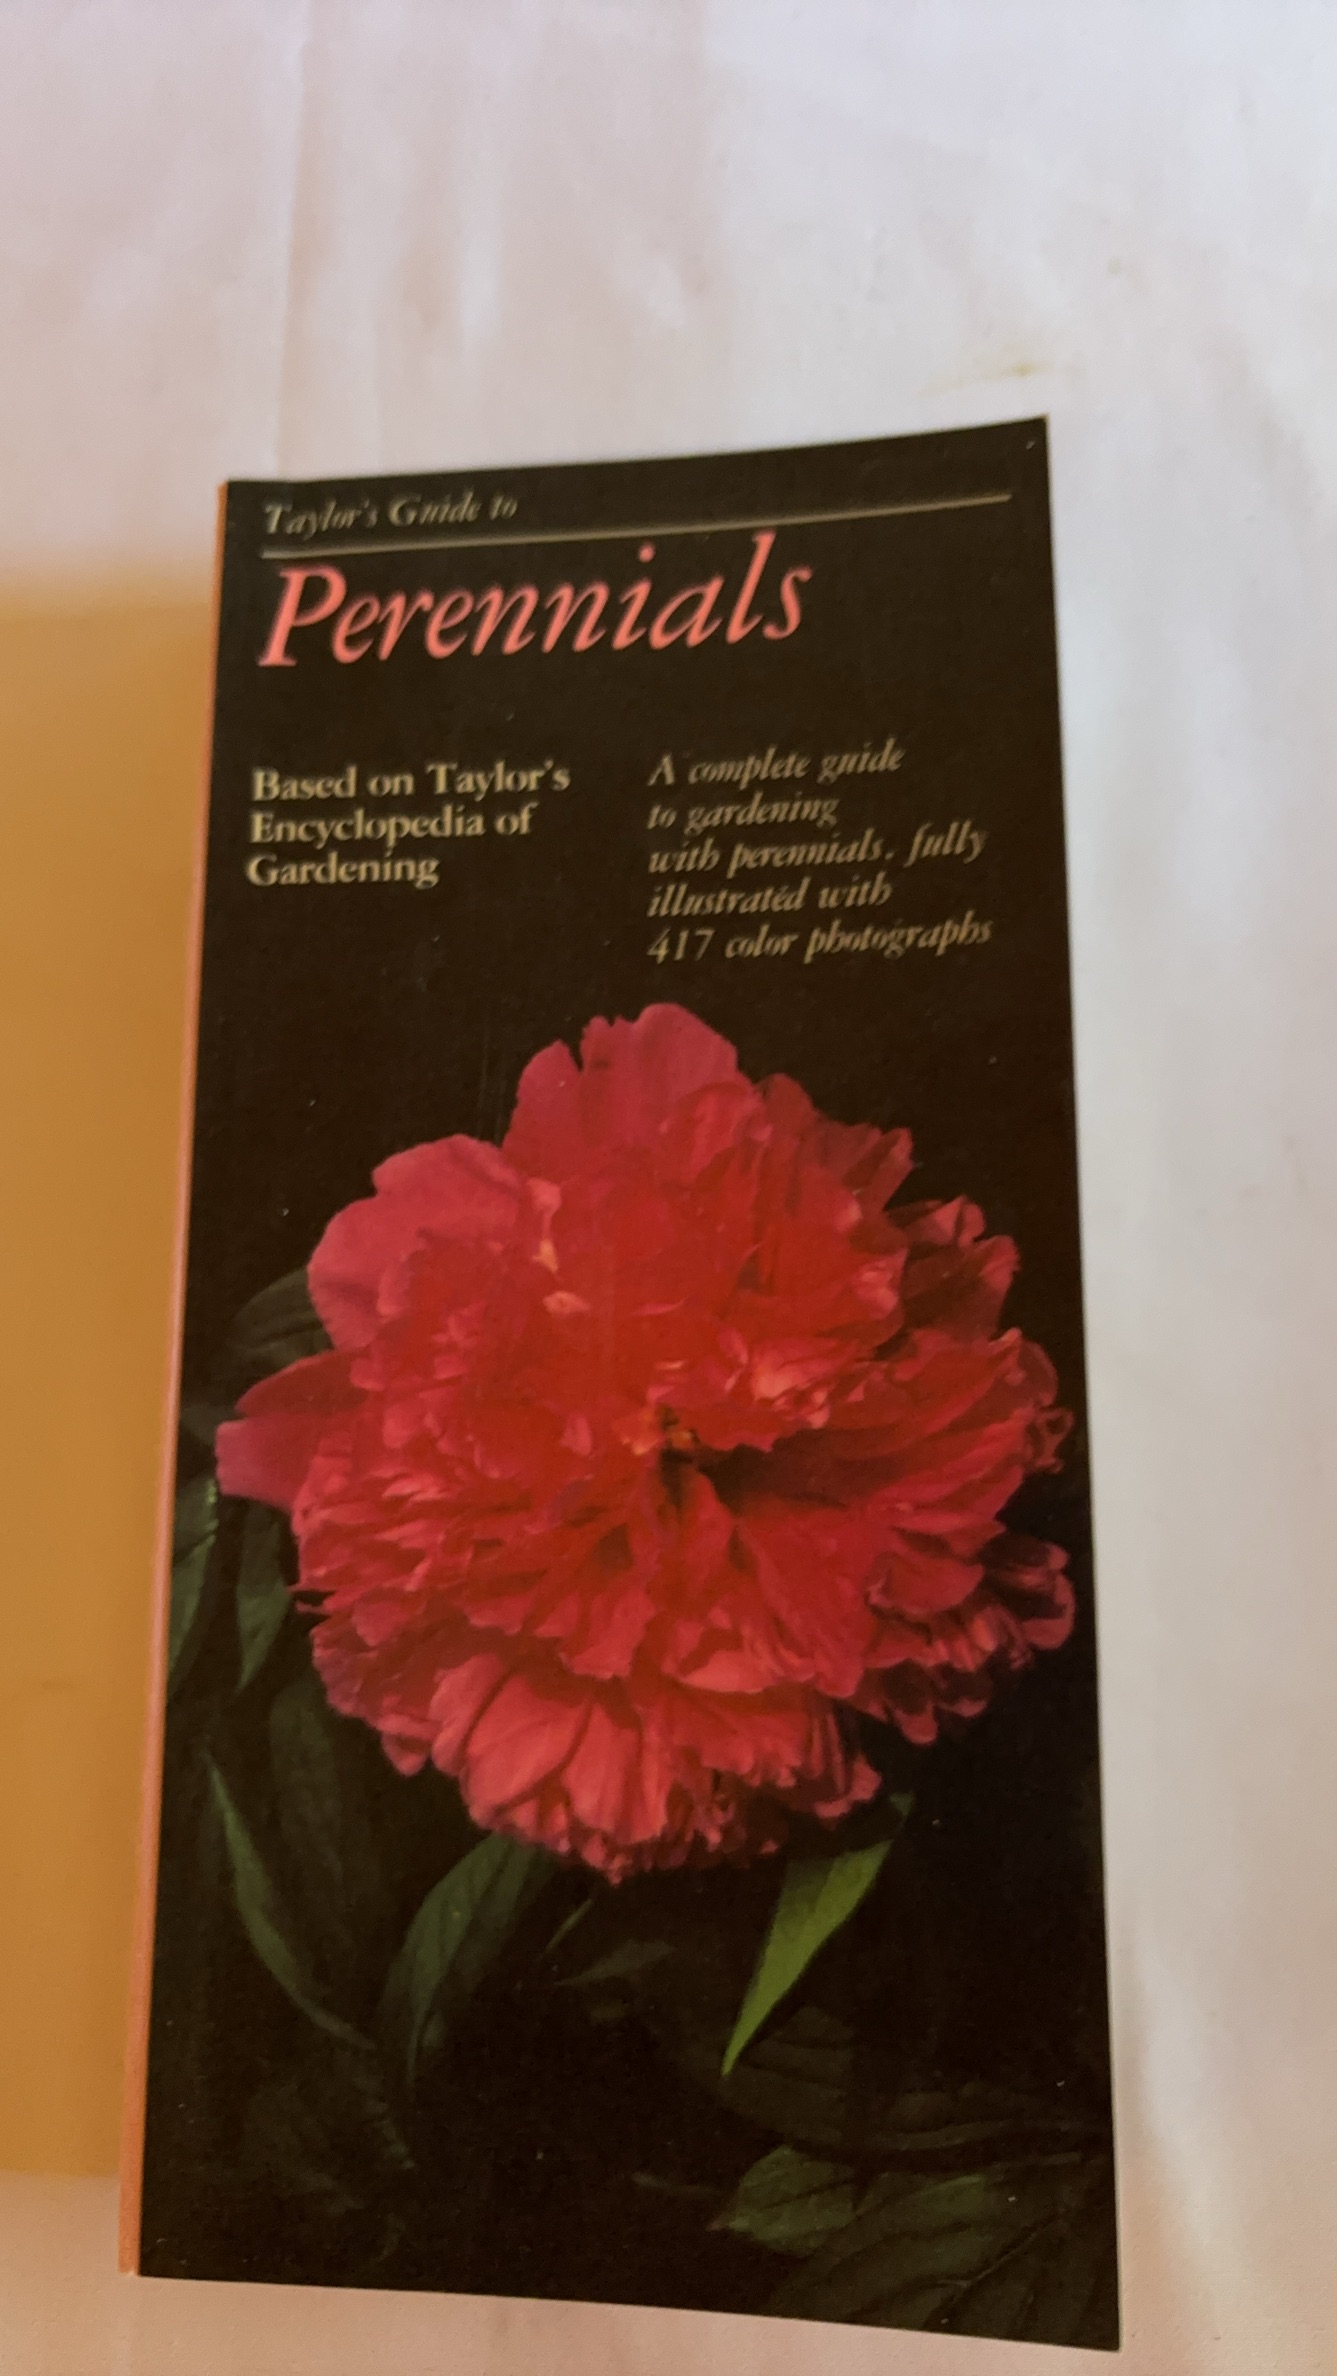 Taylor's Guide to
Perennials
Based on Taylor's
Encyclopedia of
Gardening
A complete guide
to gardening
with perennials, fully
illustrated with
417 color photographs